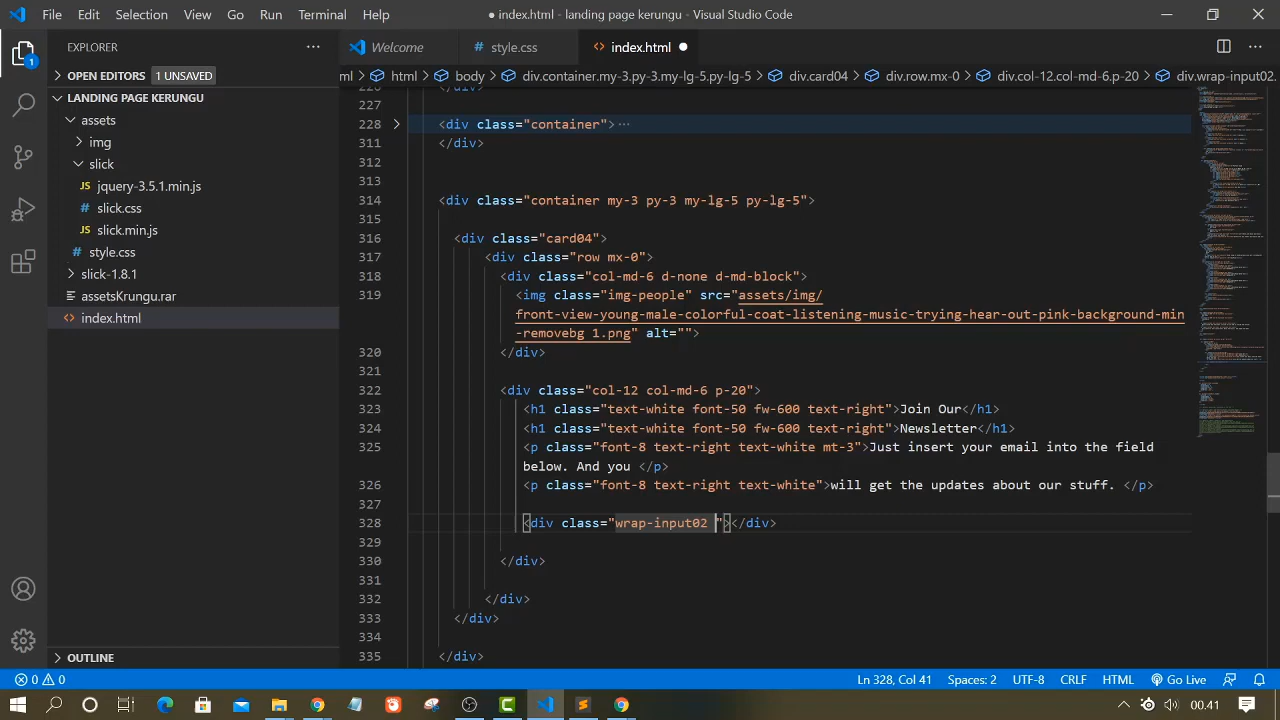 File Edit Selection View Go Run Terminal Help
● index.html - landing page kerungu - Visual Studio Code
EXPLORER
Welcome
# style.css
<> index.html ●
OPEN EDITORS 1 UNSAVED
html
body
div.container.my-3.py-3.my-lg-5.py-lg-5
div.card04
div.row.mx-0
div.col-12.col-md-6.p-20
div.wrap-input02.
LANDING PAGE KERUNGU
assets
img
slick
JS jquery-3.5.1.min.js
# slick.css
JS slick.min.js
# style.css
slick-1.8.1
assetsKrungu.rar
<> index.html
OUTLINE
1
226 </div>
227
228 <div class="container">···
311 </div>
312
313
314 <div class="container my-3 py-3 my-lg-5 py-lg-5">
315
316 <div class="card04">
317 <div class="row mx-0">
318 <div class="col-md-6 d-none d-md-block">
319 <img class="img-people" src="assets/img/
front-view-young-male-colorful-coat-listening-music-tryin-hear-out-pink-background-min
removebg 1.png" alt="">
320 </div>
321
322 <div class="col-12 col-md-6 p-20">
323 <h1 class="text-white font-50 fw-600 text-right">Join Our</h1>
324 <h1 class="text-white font-50 fw-600 text-right">Newsletter</h1>
325 <p class="font-8 text-right text-white mt-3">Just insert your email into the field
below. And you </p>
326 <p class="font-8 text-right text-white">will get the updates about our stuff. </p>
327
328 <div class="wrap-input02 "></div>
329
330 </div>
331
332 </div>
333 </div>
334
335 </div>
0 0
Ln 328, Col 41 Spaces: 2 UTF-8 CRLF HTML Go Live
00.41